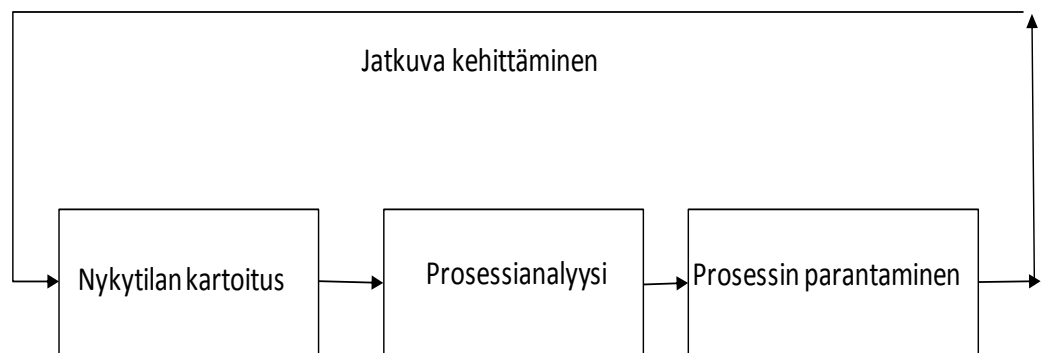 Jatkuva kehittäminen
Nykytilan kartoitus
Prosessianalyysi
Prosessin parantaminen